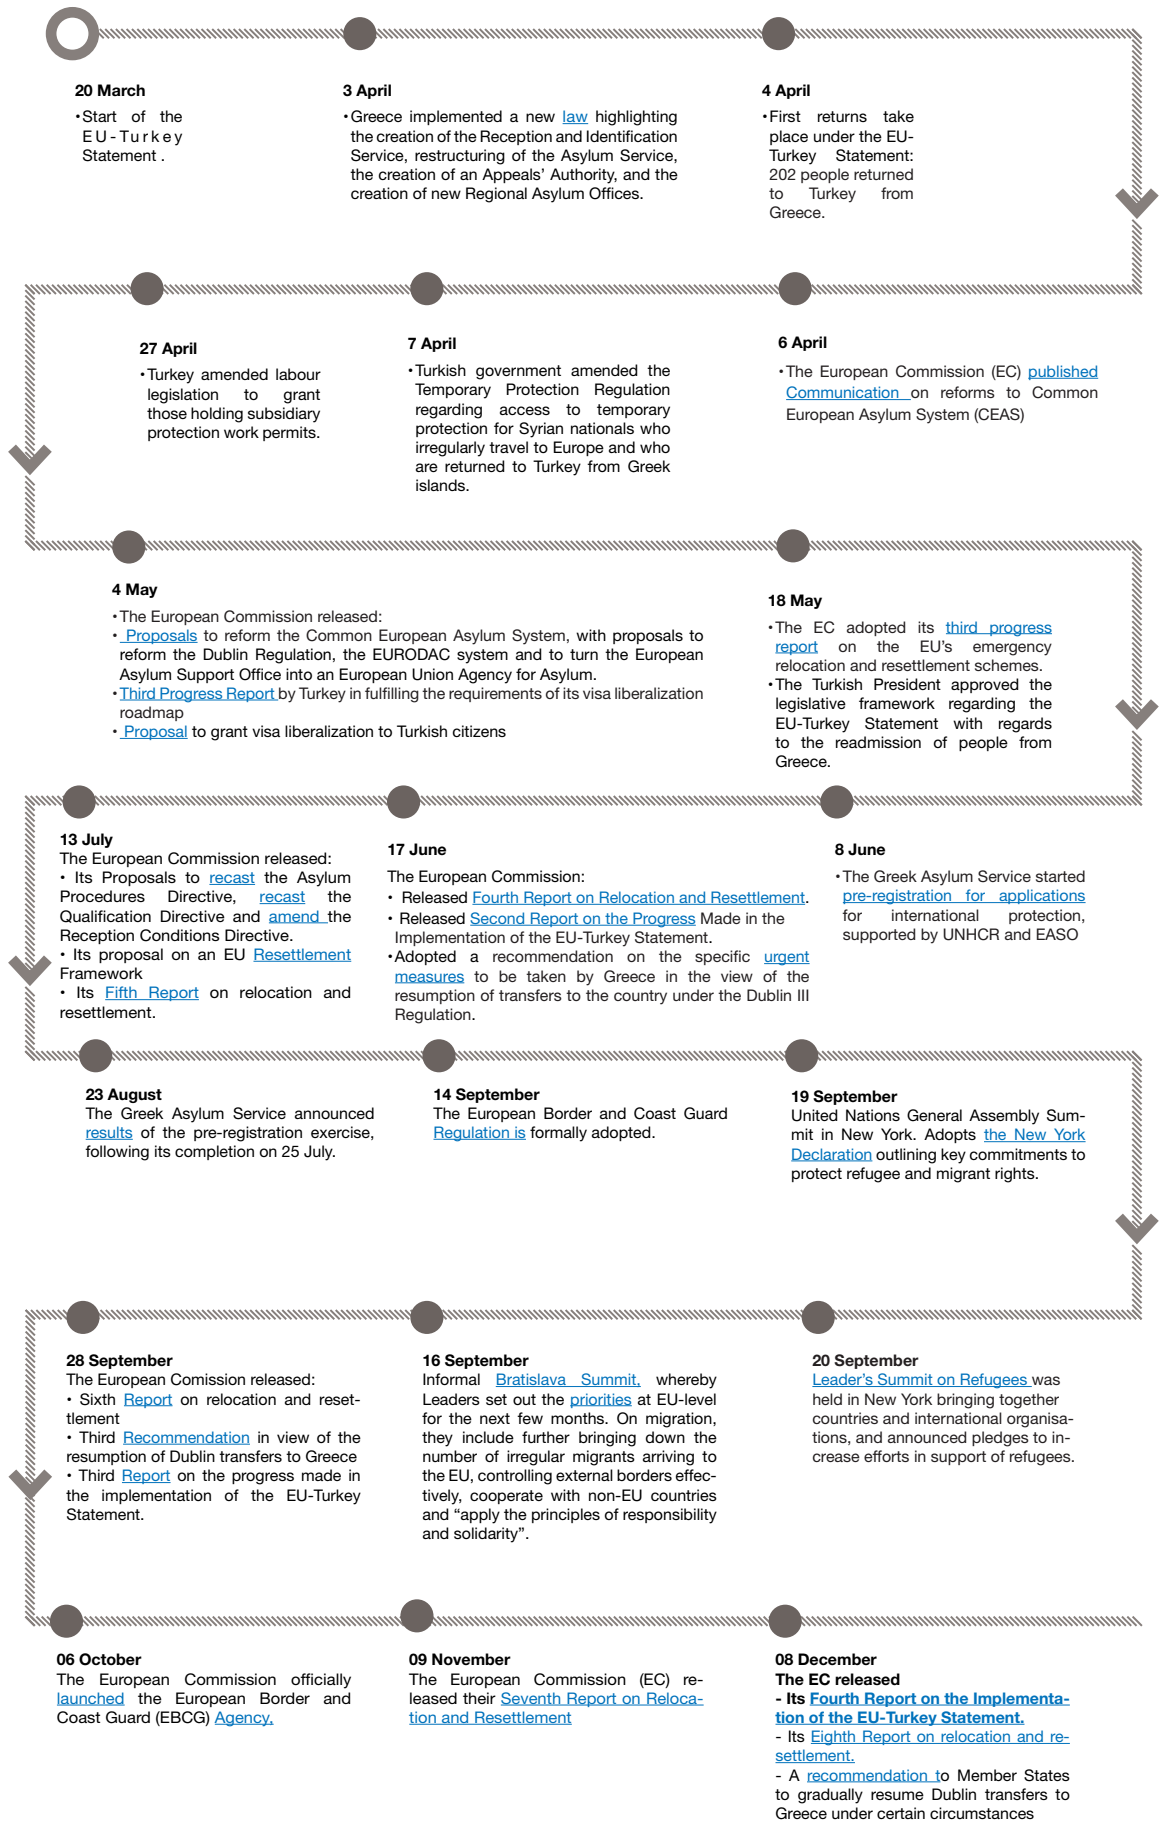 20 March
•Start of the
EU-Turkey
Statement .
3 April
•Greece implemented a new law highlighting
the creation of the Reception and Identification
Service, restructuring of the Asylum Service,
the creation of an Appeals’ Authority, and the
creation of new Regional Asylum Offices.
4 April
•First returns take
place under the EU-
Turkey Statement:
202 people returned
to Turkey from
Greece.
27 April
•Turkey amended labour
legislation to grant
those holding subsidiary
protection work permits.
7 April
•Turkish government amended the
Temporary Protection Regulation
regarding access to temporary
protection for Syrian nationals who
irregularly travel to Europe and who
are returned to Turkey from Greek
islands.
6 April
•The European Commission (EC) published
Communication on reforms to Common
European Asylum System (CEAS)
4 May
•The European Commission released:
• Proposals to reform the Common European Asylum System, with proposals to
reform the Dublin Regulation, the EURODAC system and to turn the European
Asylum Support Office into an European Union Agency for Asylum.
•Third Progress Report by Turkey in fulfilling the requirements of its visa liberalization
roadmap
• Proposal to grant visa liberalization to Turkish citizens
18 May
•The EC adopted its third progress
report on the EU’s emergency
relocation and resettlement schemes.
•The Turkish President approved the
legislative framework regarding the
EU-Turkey Statement with regards
to the readmission of people from
Greece.
13 July
The European Commission released:
• Its Proposals to recast the Asylum
Procedures Directive, recast the
Qualification Directive and amend the
Reception Conditions Directive.
• Its proposal on an EU Resettlement
Framework
• Its Fifth Report on relocation and
resettlement.
17 June
The European Commission:
• Released Fourth Report on Relocation and Resettlement.
• Released Second Report on the Progress Made in the
Implementation of the EU-Turkey Statement.
•Adopted a recommendation on the specific urgent
measures to be taken by Greece in the view of the
resumption of transfers to the country under the Dublin III
Regulation.
8 June
•The Greek Asylum Service started
pre-registration for applications
for international protection,
supported by UNHCR and EASO
23 August
The Greek Asylum Service announced
results of the pre-registration exercise,
following its completion on 25 July.
14 September
The European Border and Coast Guard
Regulation is formally adopted.
19 September
United Nations General Assembly Sum-
mit in New York. Adopts the New York
Declaration outlining key commitments to
protect refugee and migrant rights.
28 September
The European Comission released:
• Sixth Report on relocation and reset-
tlement
• Third Recommendation in view of the
resumption of Dublin transfers to Greece
• Third Report on the progress made in
the implementation of the EU-Turkey
Statement.
16 September
Informal Bratislava Summit, whereby
Leaders set out the priorities at EU-level
for the next few months. On migration,
they include further bringing down the
number of irregular migrants arriving to
the EU, controlling external borders effec-
tively, cooperate with non-EU countries
and “apply the principles of responsibility
and solidarity”.
20 September
Leader’s Summit on Refugees was
held in New York bringing together
countries and international organisa-
tions, and announced pledges to in-
crease efforts in support of refugees.
06 October
The European Commission officially
launched the European Border and
Coast Guard (EBCG) Agency,
09 November
The European Commission (EC) re-
leased their Seventh Report on Reloca-
tion and Resettlement
08 December
The EC released
- Its Fourth Report on the Implementa-
tion of the EU-Turkey Statement.
- Its Eighth Report on relocation and re-
settlement.
- A recommendation to Member States
to gradually resume Dublin transfers to
Greece under certain circumstances